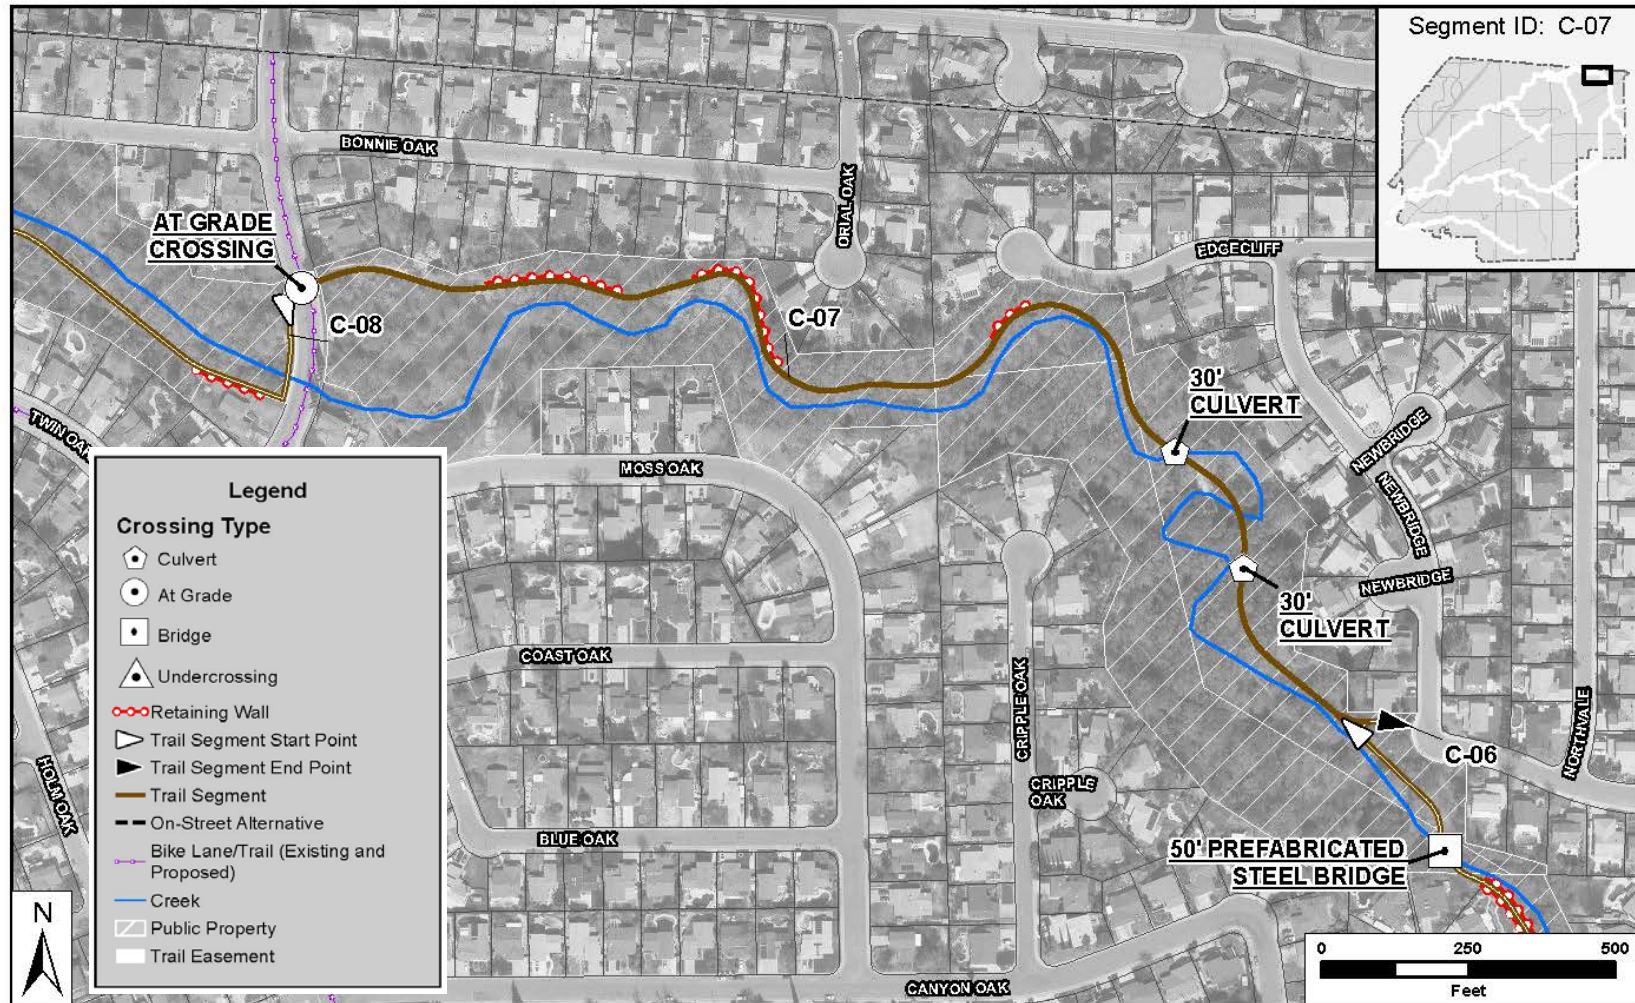 Segment ID: C-07
BONNIE OAK
ORIAL OAK
EDGECLIFF
AT GRADE
CROSSING
C-08
C-07
30'
CULVERT
NEWBRIDGE
NEWBRIDGE
NEWBRIDGE
30'
CULVERT
TWIN OAK
MOSS OAK
COAST OAK
CRIPPLE OAK
CRIPPLE
OAK
BLUE OAK
HOLM OAK
NORTHVALE
C-06
50' PREFABRICATED
STEEL BRIDGE
CANYON OAK
Legend
Crossing Type
Culvert
At Grade
Bridge
Undercrossing
Retaining Wall
Trail Segment Start Point
Trail Segment End Point
Trail Segment
On-Street Alternative
Bike Lane/Trail (Existing and
Proposed)
Creek
Public Property
Trail Easement
N
0 250 500
Feet